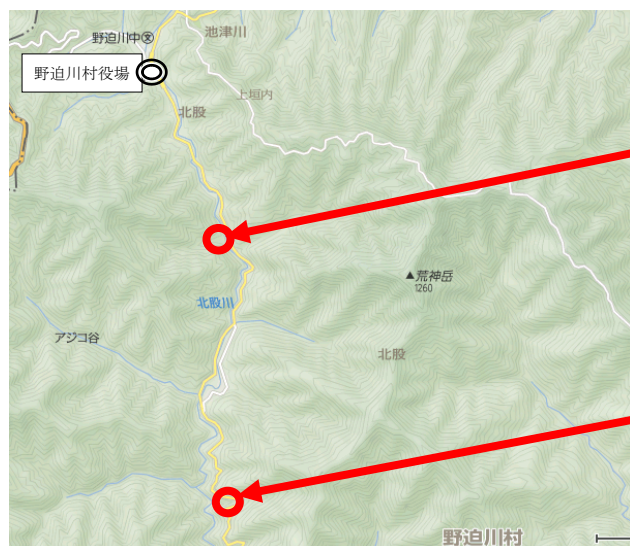 野迫川中
池津川
野迫川村役場
上垣内
北股
▲荒神岳
1260
北股川
アジコ谷
北股
野迫川村